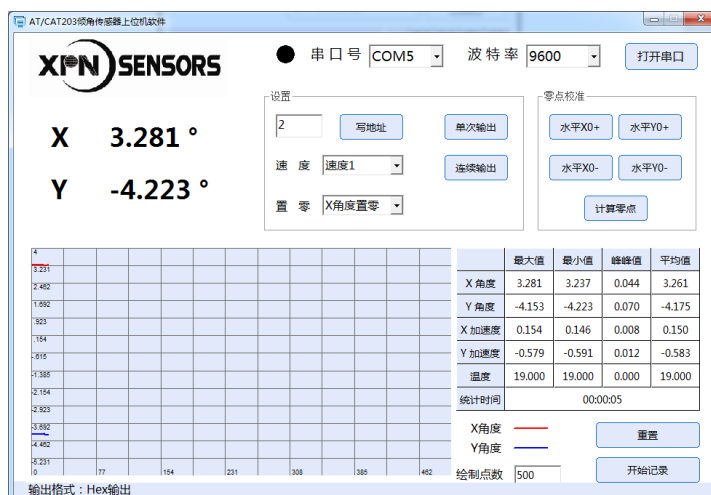 AT/CAT203倾角传感器上位机软件
XPN SENSORS
串口号 COM5 波特率 9600 打开串口
设置
零点校准
2 写地址 单次输出
水平X0+ 水平Y0+
X 3.281 °
速 度 速度1 连续输出
水平X0- 水平Y0-
Y -4.223 °
置 零 X角度置零
计算零点
4
3.231
2.462
1.692
.923
.154
-.615
-1.385
-2.154
-2.923
-3.692
-4.462
-5.231
0 77 154 231 308 385 462
最大值 最小值 峰峰值 平均值
X 角度 3.281 3.237 0.044 3.261
Y 角度 -4.153 -4.223 0.070 -4.175
X 加速度 0.154 0.146 0.008 0.150
Y 加速度 -0.579 -0.591 0.012 -0.583
温度 19.000 19.000 0.000 19.000
统计时间 00:00:05
X角度
Y角度
重置
绘制点数 500 开始记录
输出格式：Hex输出